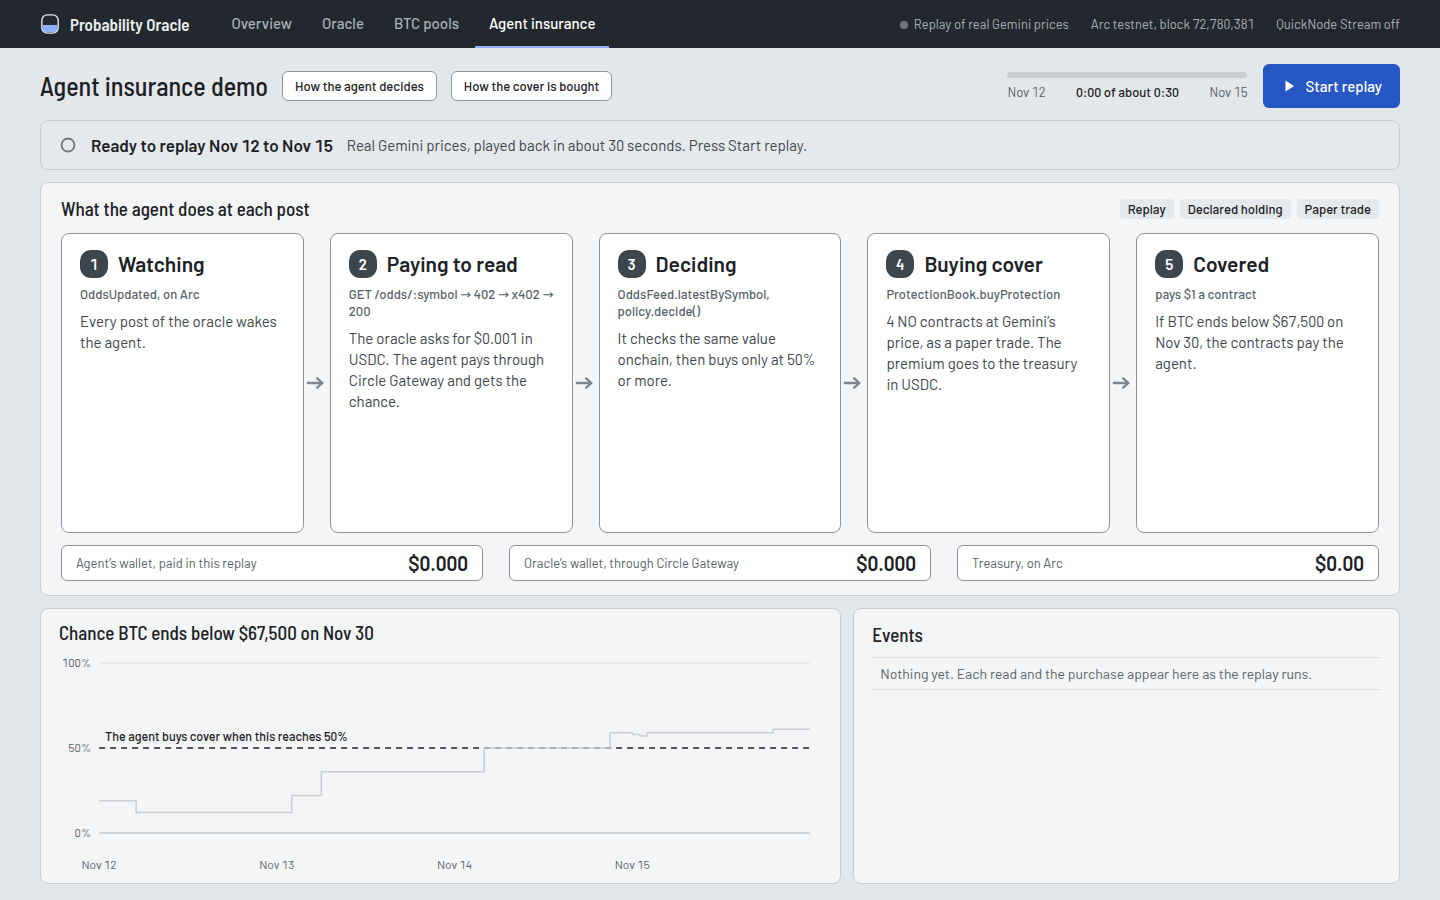 Probability Oracle
Overview
Oracle
BTC pools
Agent insurance
Replay of real Gemini prices
Arc testnet, block 72,780,381
QuickNode Stream off
Agent insurance demo
How the agent decides
How the cover is bought
Nov 12
0:00 of about 0:30
Nov 15
Start replay
Ready to replay Nov 12 to Nov 15
Real Gemini prices, played back in about 30 seconds. Press Start replay.
What the agent does at each post
Replay
Declared holding
Paper trade
1 Watching
OddsUpdated, on Arc
Every post of the oracle wakes
the agent.
2 Paying to read
GET /odds/:symbol → 402 → x402 →
200
The oracle asks for $0.001 in
USDC. The agent pays through
Circle Gateway and gets the
chance.
3 Deciding
OddsFeed.latestBySymbol,
policy.decide()
It checks the same value
onchain, then buys only at 50%
or more.
4 Buying cover
ProtectionBook.buyProtection
4 NO contracts at Gemini’s
price, as a paper trade. The
premium goes to the treasury
in USDC.
5 Covered
pays $1 a contract
If BTC ends below $67,500 on
Nov 30, the contracts pay the
agent.
Agent’s wallet, paid in this replay
$0.000
Oracle’s wallet, through Circle Gateway
$0.000
Treasury, on Arc
$0.00
Chance BTC ends below $67,500 on Nov 30
100%
The agent buys cover when this reaches 50%
50%
0%
Nov 12
Nov 13
Nov 14
Nov 15
Events
Nothing yet. Each read and the purchase appear here as the replay runs.